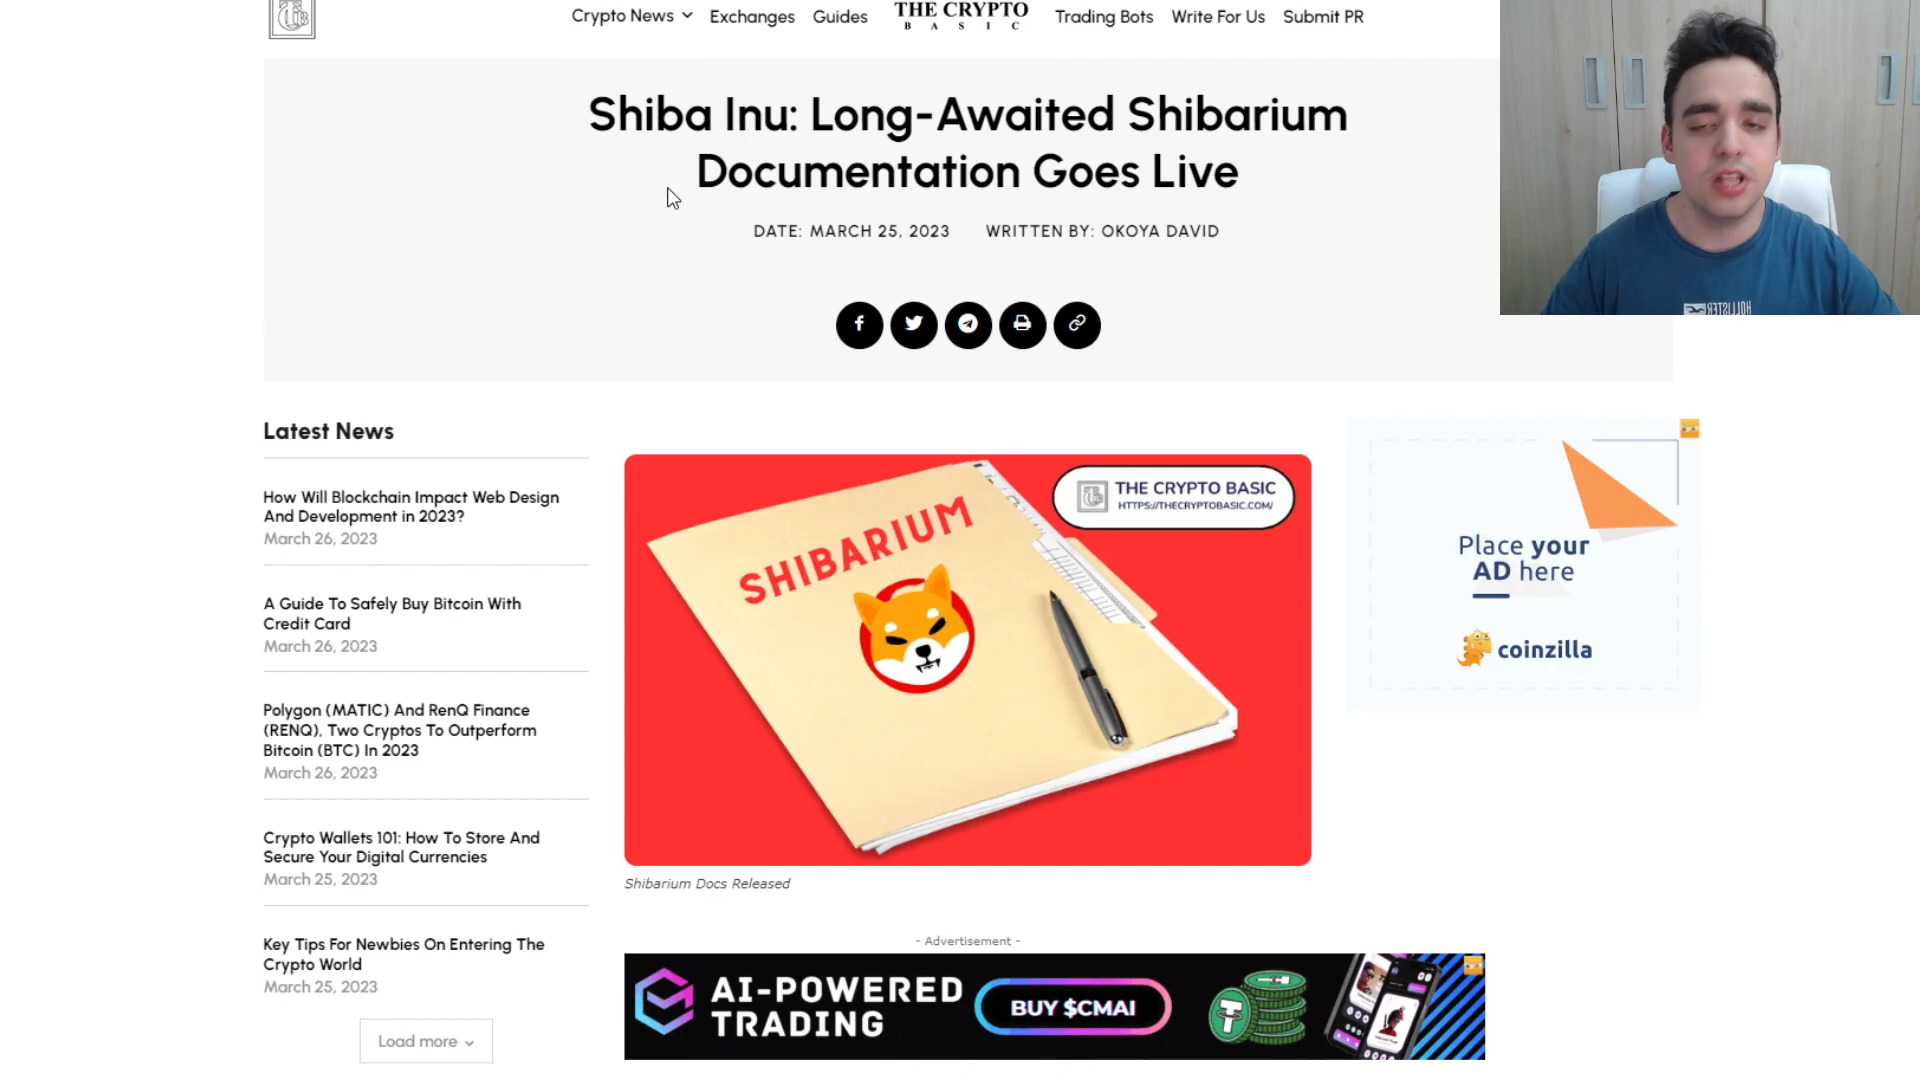 Crypto News
Exchanges
Guides
THE CRYPTO
BASIC
Trading Bots
Write For Us
Submit PR
Shiba Inu: Long-Awaited Shibarium
Documentation Goes Live
DATE: MARCH 25, 2023
WRITTEN BY: OKOYA DAVID
HOLLISTER
Latest News
How Will Blockchain Impact Web Design
And Development in 2023?
March 26, 2023
A Guide To Safely Buy Bitcoin With
Credit Card
March 26, 2023
Polygon (MATIC) And RenQ Finance
(RENQ), Two Cryptos To Outperform
Bitcoin (BTC) In 2023
March 26, 2023
Crypto Wallets 101: How To Store And
Secure Your Digital Currencies
March 25, 2023
Key Tips For Newbies On Entering The
Crypto World
March 25, 2023
Load more
SHIBARIUM
THE CRYPTO BASIC
HTTPS://THECRYPTOBASIC.COM/
Shibarium Docs Released
- Advertisement -
AI-POWERED
TRADING
BUY $CMAI
Place your
AD here
coinzilla